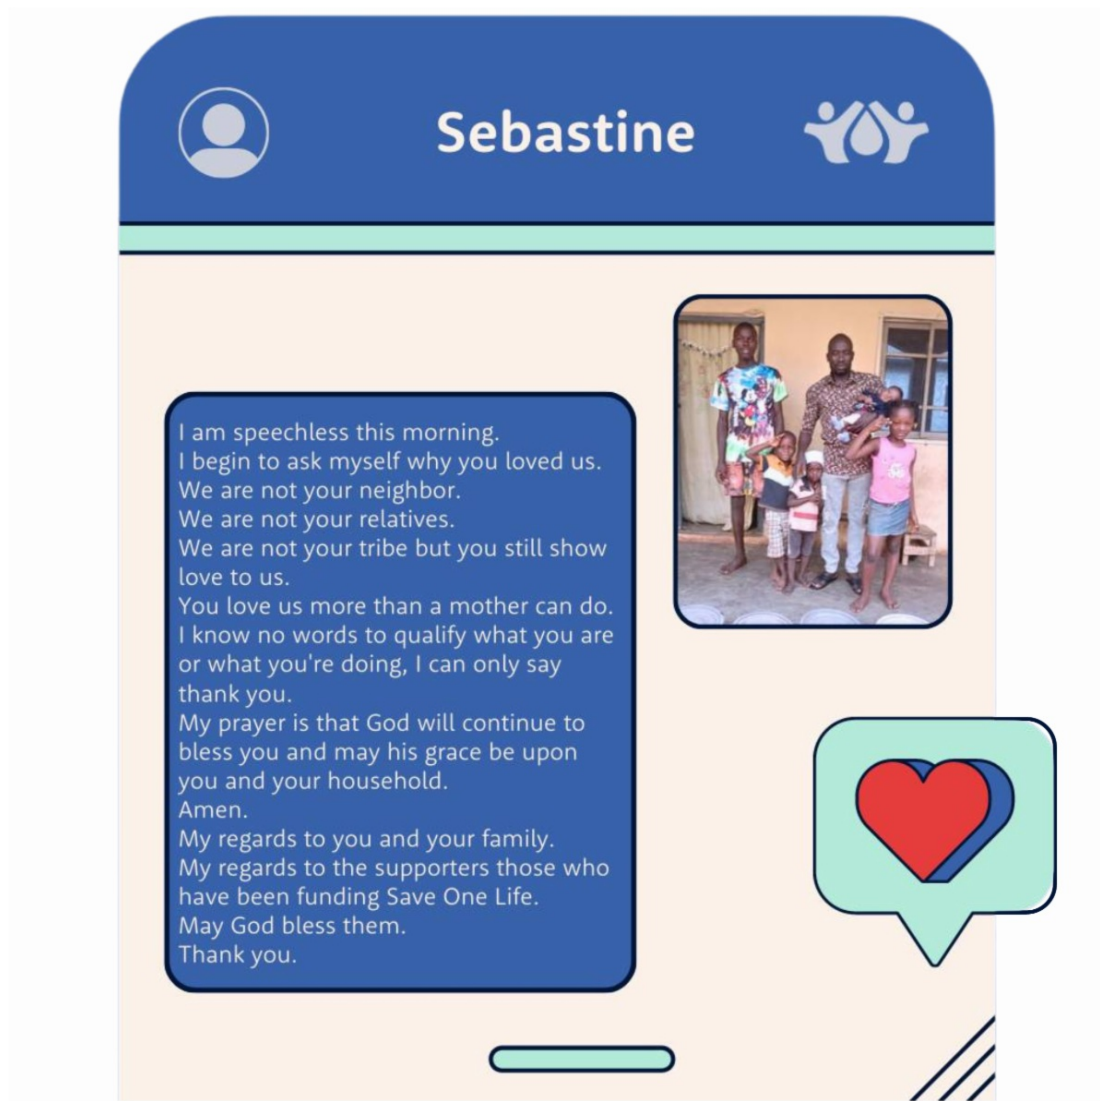 Sebastine
I am speechless this morning.
I begin to ask myself why you loved us.
We are not your neighbor.
We are not your relatives.
We are not your tribe but you still show
love to us.
You love us more than a mother can do.
I know no words to qualify what you are
or what you're doing, I can only say
thank you.
My prayer is that God will continue to
bless you and may his grace be upon
you and your household.
Amen.
My regards to you and your family.
My regards to the supporters those who
have been funding Save One Life.
May God bless them.
Thank you.